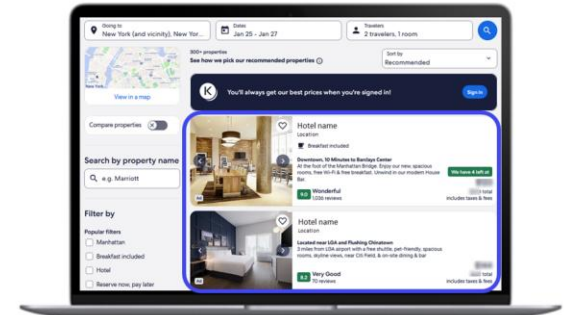 Going to
New York (and vicinity), New Yor...
Dates
Jan 25 - Jan 27
Travelers
2 travelers, 1 room
300+ properties
See how we pick our recommended properties
Sort by
Recommended
View in a map
You'll always get our best prices when you're signed in!
Sign in
Compare properties
Search by property name
e.g. Marriott
Filter by
Popular filters
Manhattan
Breakfast included
Hotel
Reserve now, pay later
Hotel name
Location
Breakfast included
Downtown, 10 Minutes to Barclays Center
At the foot of the Manhattan Bridge. Enjoy our new, spacious
rooms, free Wi-Fi & free breakfast. Unwind in our modern House
Bar.
We have 4 left at
9.0 Wonderful
1,036 reviews
total
includes taxes & fees
Ad
Hotel name
Location
Located near LGA and Flushing Chinatown
3 miles from LGA airport with a free shuttle, pet-friendly, spacious
rooms, skyline views, near Citi Field, & on-site dining & bar
8.2 Very Good
70 reviews
total
includes taxes & fees
Ad